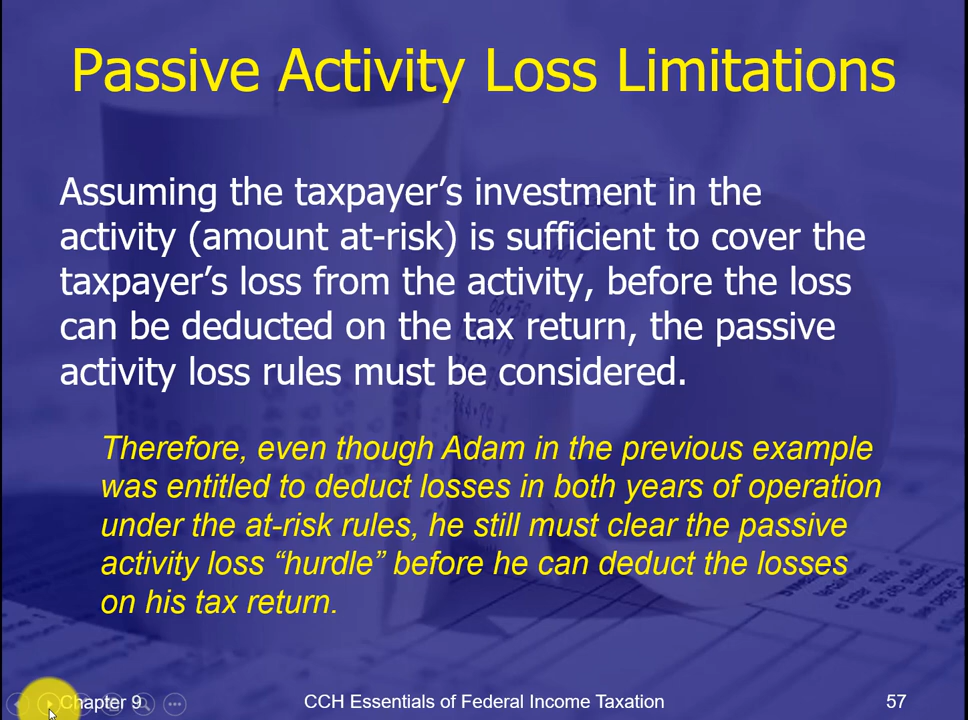 Passive Activity Loss Limitations
Assuming the taxpayer’s investment in the
activity (amount at-risk) is sufficient to cover the
taxpayer’s loss from the activity, before the loss
can be deducted on the tax return, the passive
activity loss rules must be considered.
Therefore, even though Adam in the previous example
was entitled to deduct losses in both years of operation
under the at-risk rules, he still must clear the passive
activity loss “hurdle” before he can deduct the losses
on his tax return.
Chapter 9
CCH Essentials of Federal Income Taxation
57